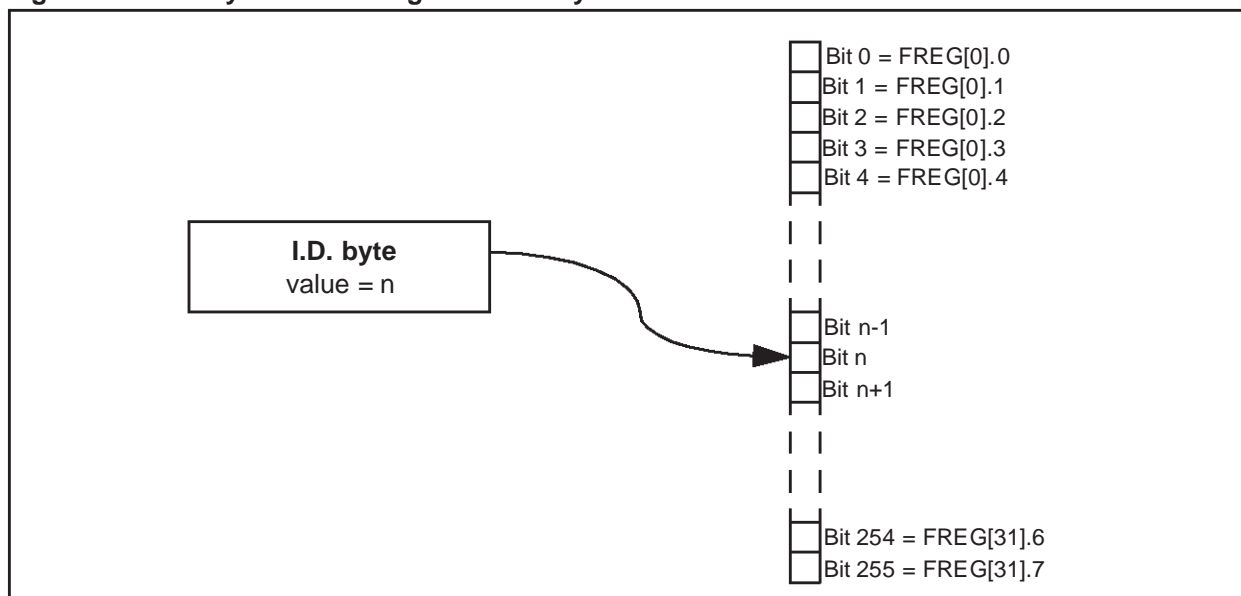 Bit 0 = FREG[0].0
Bit 1 = FREG[0].1
Bit 2 = FREG[0].2
Bit 3 = FREG[0].3
Bit 4 = FREG[0].4
I.D. byte
value = n
Bit n-1
Bit n
Bit n+1
Bit 254 = FREG[31].6
Bit 255 = FREG[31].7